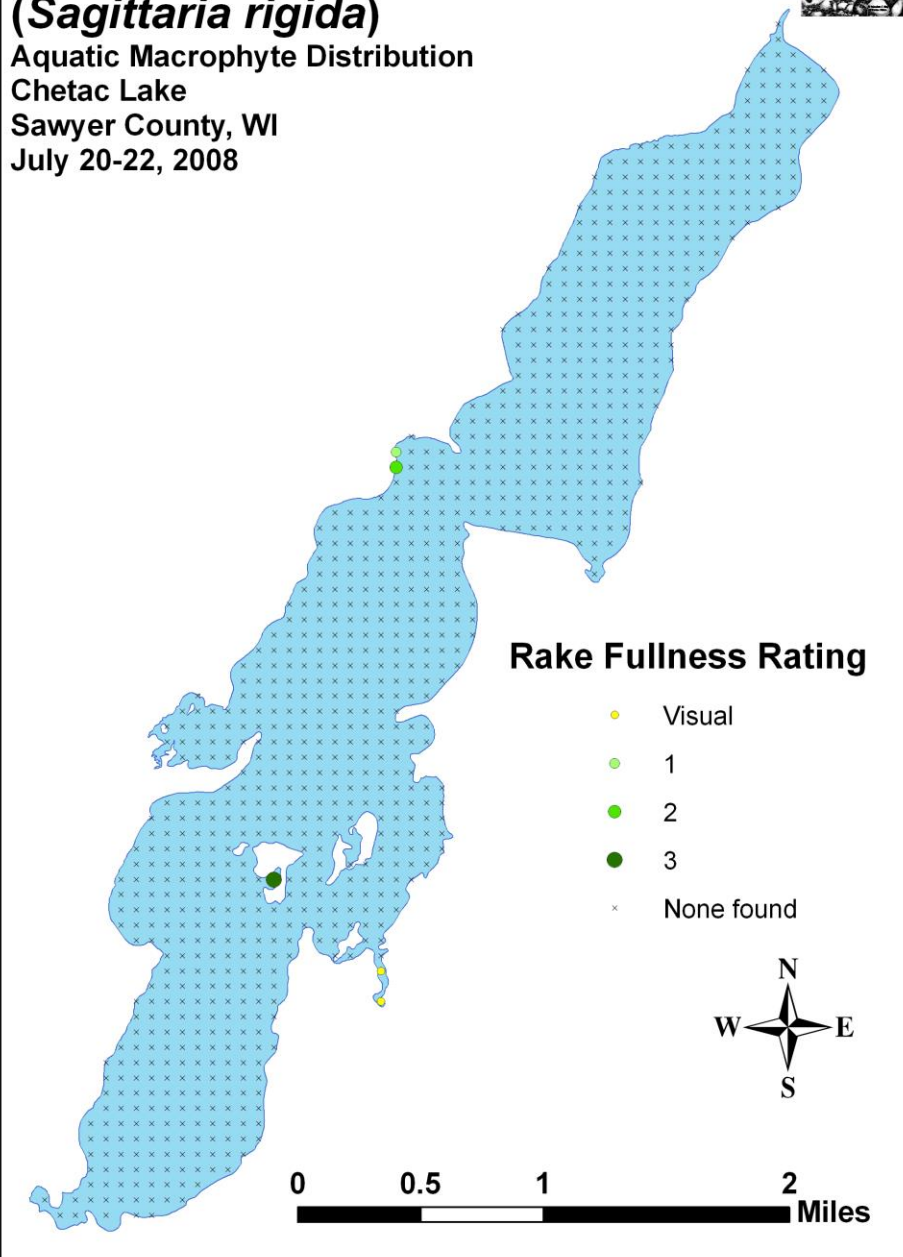 (Sagittaria rigida)
Aquatic Macrophyte Distribution
Chetac Lake
Sawyer County, WI
July 20-22, 2008
Rake Fullness Rating
Visual
1
2
3
None found
N
W E
S
0 0.5 1 2
Miles